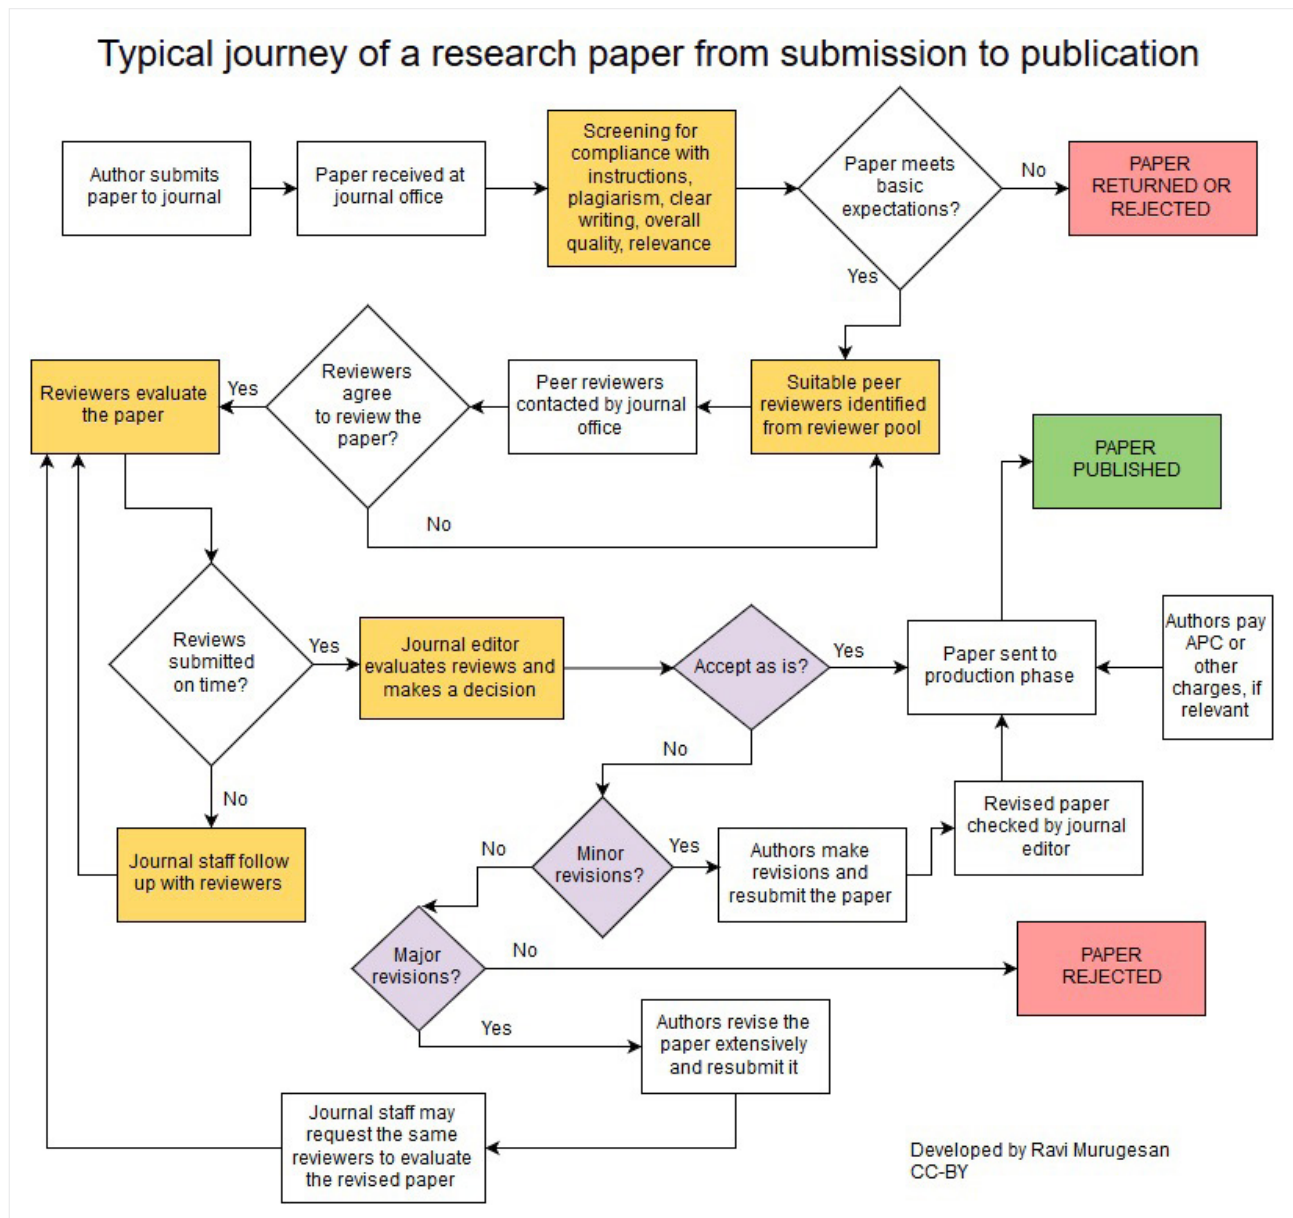 Typical journey of a research paper from submission to publication
Author submits
paper to journal
Paper received at
journal office
Screening for
compliance with
instructions,
plagiarism, clear
writing, overall
quality, relevance
Paper meets
basic
expectations?
No
PAPER
RETURNED OR
REJECTED
Yes
Reviewers evaluate
the paper
Yes
Reviewers
agree
to review the
paper?
Peer reviewers
contacted by journal
office
Suitable peer
reviewers identified
from reviewer pool
No
PAPER
PUBLISHED
Reviews
submitted
on time?
Yes
Journal editor
evaluates reviews and
makes a decision
Accept as is?
Yes
Paper sent to
production phase
Authors pay
APC or
other
charges, if
relevant
No
No
Journal staff follow
up with reviewers
No
Minor
revisions?
Yes
Authors make
revisions and
resubmit the paper
Revised paper
checked by journal
editor
Major
revisions?
No
PAPER
REJECTED
Yes
Authors revise the
paper extensively
and resubmit it
Journal staff may
request the same
reviewers to evaluate
the revised paper
Developed by Ravi Murugesan
CC-BY